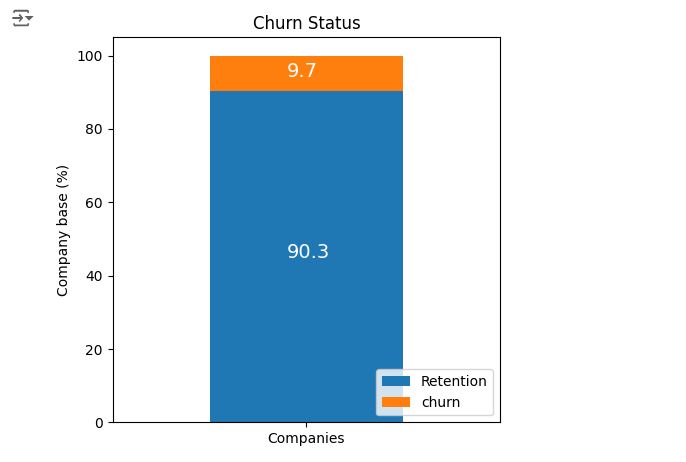 Churn Status
100
9.7
80
60
90.3
40
20
0
Company base (%)
Companies
Retention
churn